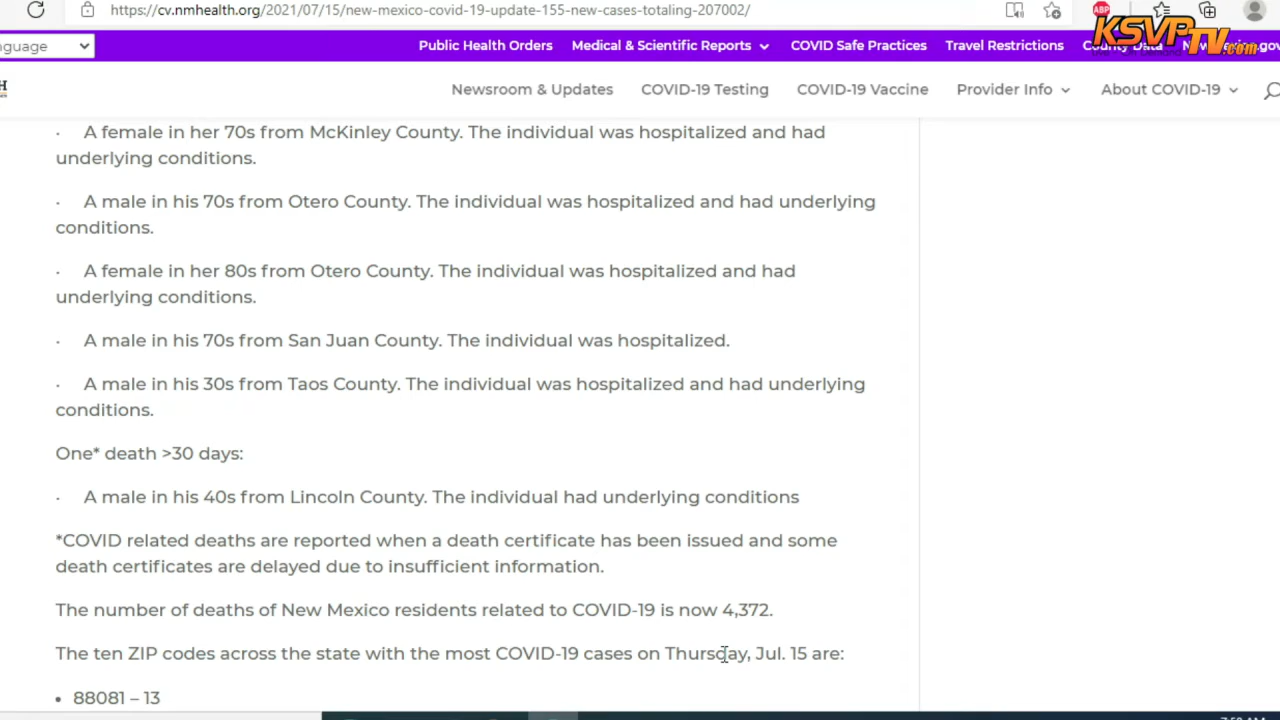 https://cv.nmhealth.org/2021/07/15/new-mexico-covid-19-update-155-new-cases-totaling-207002/
ABP
KSVPTV.com
nguage
Public Health Orders Medical & Scientific Reports COVID Safe Practices Travel Restrictions County Data
H
Newsroom & Updates COVID-19 Testing COVID-19 Vaccine Provider Info About COVID-19
· A female in her 70s from McKinley County. The individual was hospitalized and had
underlying conditions.
· A male in his 70s from Otero County. The individual was hospitalized and had underlying
conditions.
· A female in her 80s from Otero County. The individual was hospitalized and had
underlying conditions.
· A male in his 70s from San Juan County. The individual was hospitalized.
· A male in his 30s from Taos County. The individual was hospitalized and had underlying
conditions.
One* death >30 days:
· A male in his 40s from Lincoln County. The individual had underlying conditions
*COVID related deaths are reported when a death certificate has been issued and some
death certificates are delayed due to insufficient information.
The number of deaths of New Mexico residents related to COVID-19 is now 4,372.
The ten ZIP codes across the state with the most COVID-19 cases on Thursday, Jul. 15 are:
• 88081 – 13